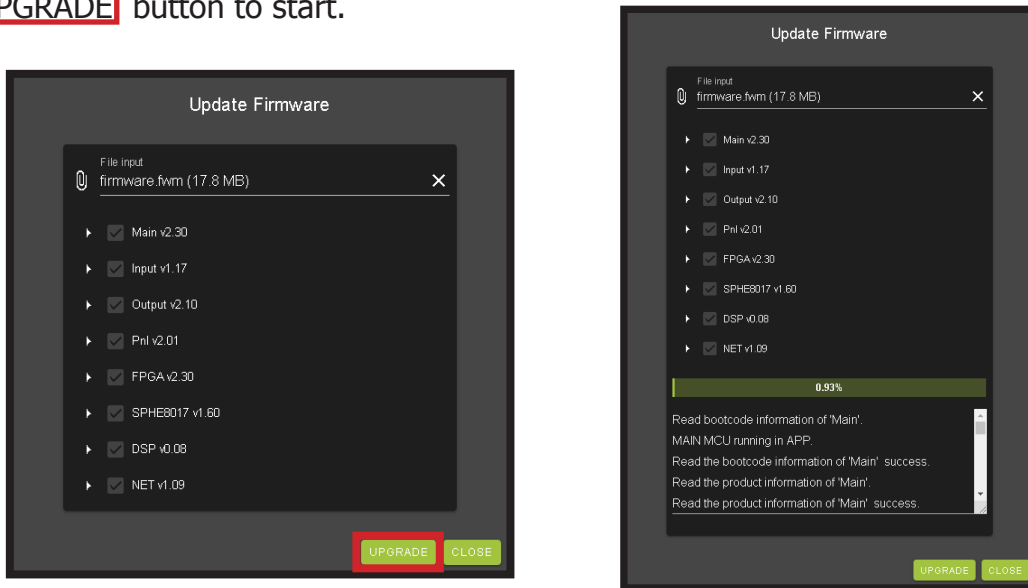 PGRADE button to start.
Update Firmware
File input
firmware.fwm (17.8 MB)
Main v2.30
Input v1.17
Output v2.10
Pnl v2.01
FPGA v2.30
SPHE8017 v1.60
DSP v0.08
NET v1.09
UPGRADE CLOSE
Update Firmware
File input
firmware.fwm (17.8 MB)
Main v2.30
Input v1.17
Output v2.10
Pnl v2.01
FPGA v2.30
SPHE8017 v1.60
DSP v0.08
NET v1.09
0.93%
Read bootcode information of 'Main'.
MAIN MCU running in APP.
Read the bootcode information of 'Main' success.
Read the product information of 'Main'.
Read the product information of 'Main' success.
UPGRADE CLOSE